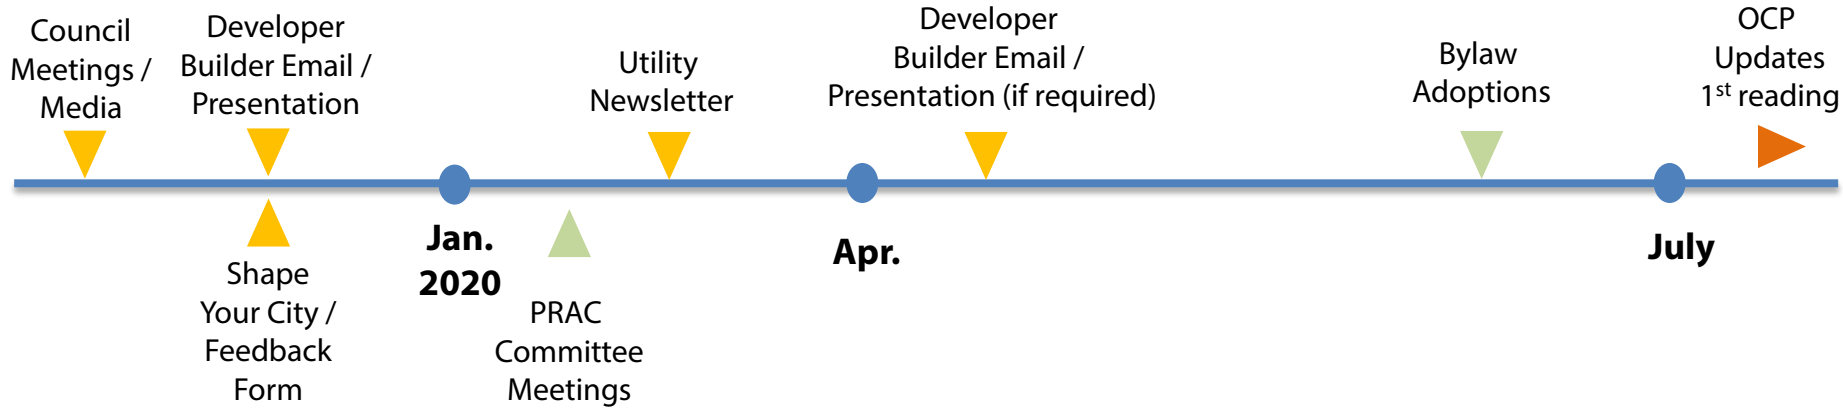 Council
Meetings /
Media
Developer
Builder Email /
Presentation
Utility
Newsletter
Developer
Builder Email /
Presentation (if required)
Bylaw
Adoptions
OCP
Updates
1st reading
Shape
Your City /
Feedback
Form
Jan.
2020
PRAC
Committee
Meetings
Apr.
July